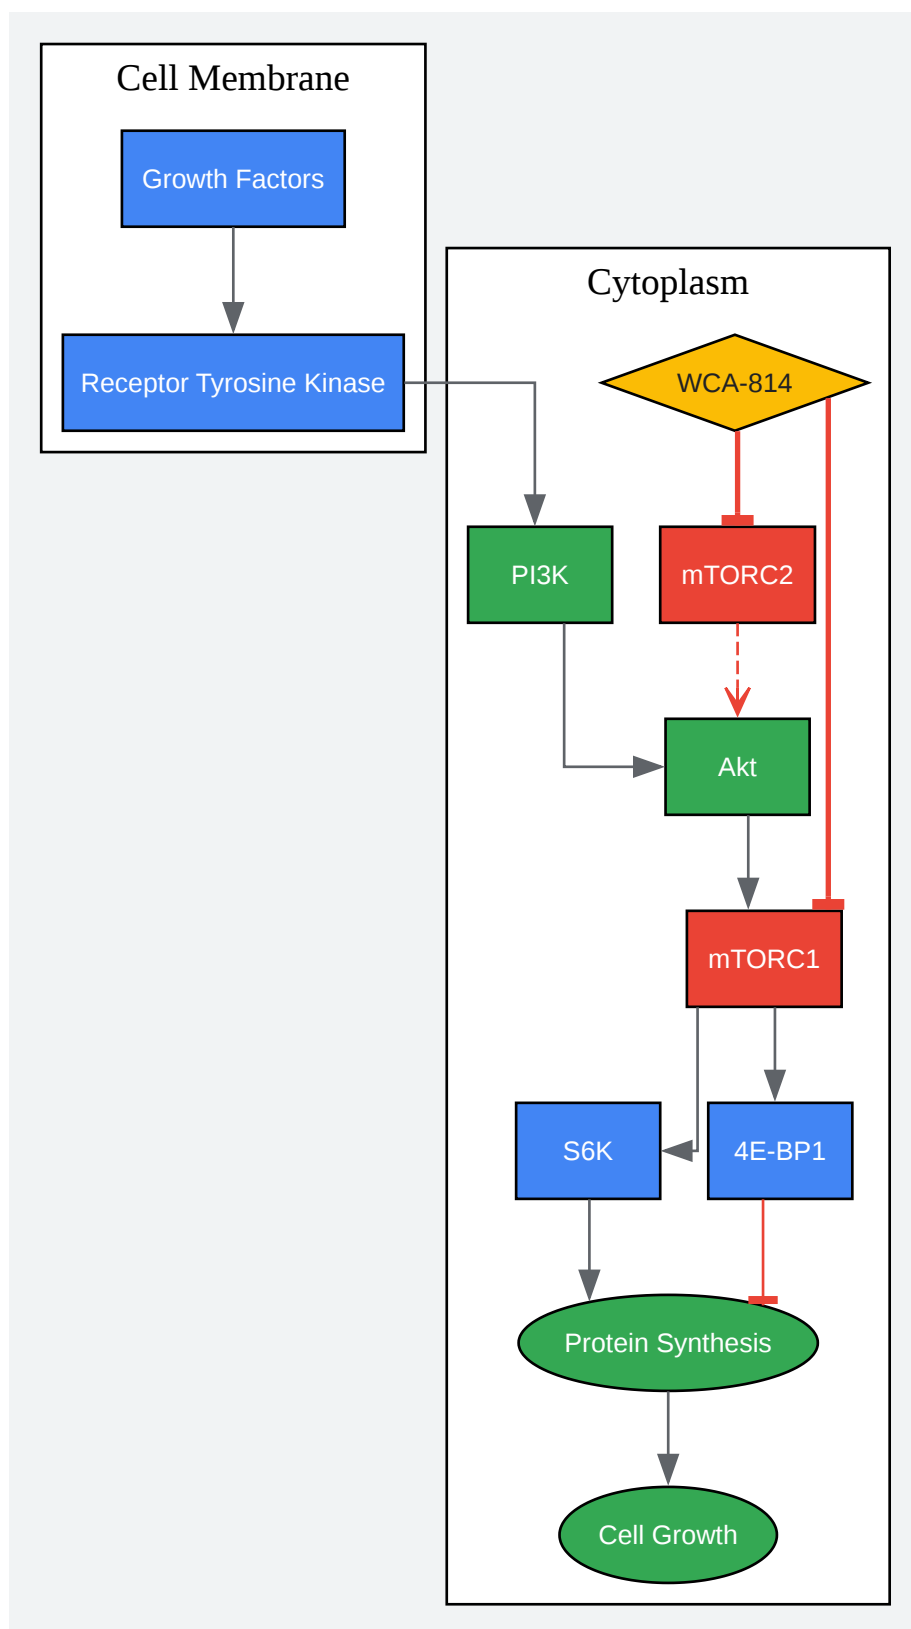 Cell Membrane
Growth Factors
Receptor Tyrosine Kinase
Cytoplasm
WCA-814
PI3K
mTORC2
Akt
mTORC1
S6K
4E-BP1
Protein Synthesis
Cell Growth